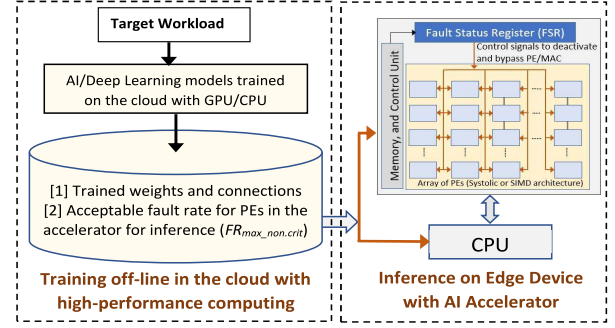 Target Workload
AI/Deep Learning models trained
on the cloud with GPU/CPU
[1] Trained weights and connections
[2] Acceptable fault rate for PEs in the
accelerator for inference (FRmax_non.crit)
Training off-line in the cloud with
high-performance computing
Fault Status Register (FSR)
Control signals to deactivate
and bypass PE/MAC
Memory, and Control Unit
Array of PEs (Systolic or SIMD architecture)
CPU
Inference on Edge Device
with AI Accelerator